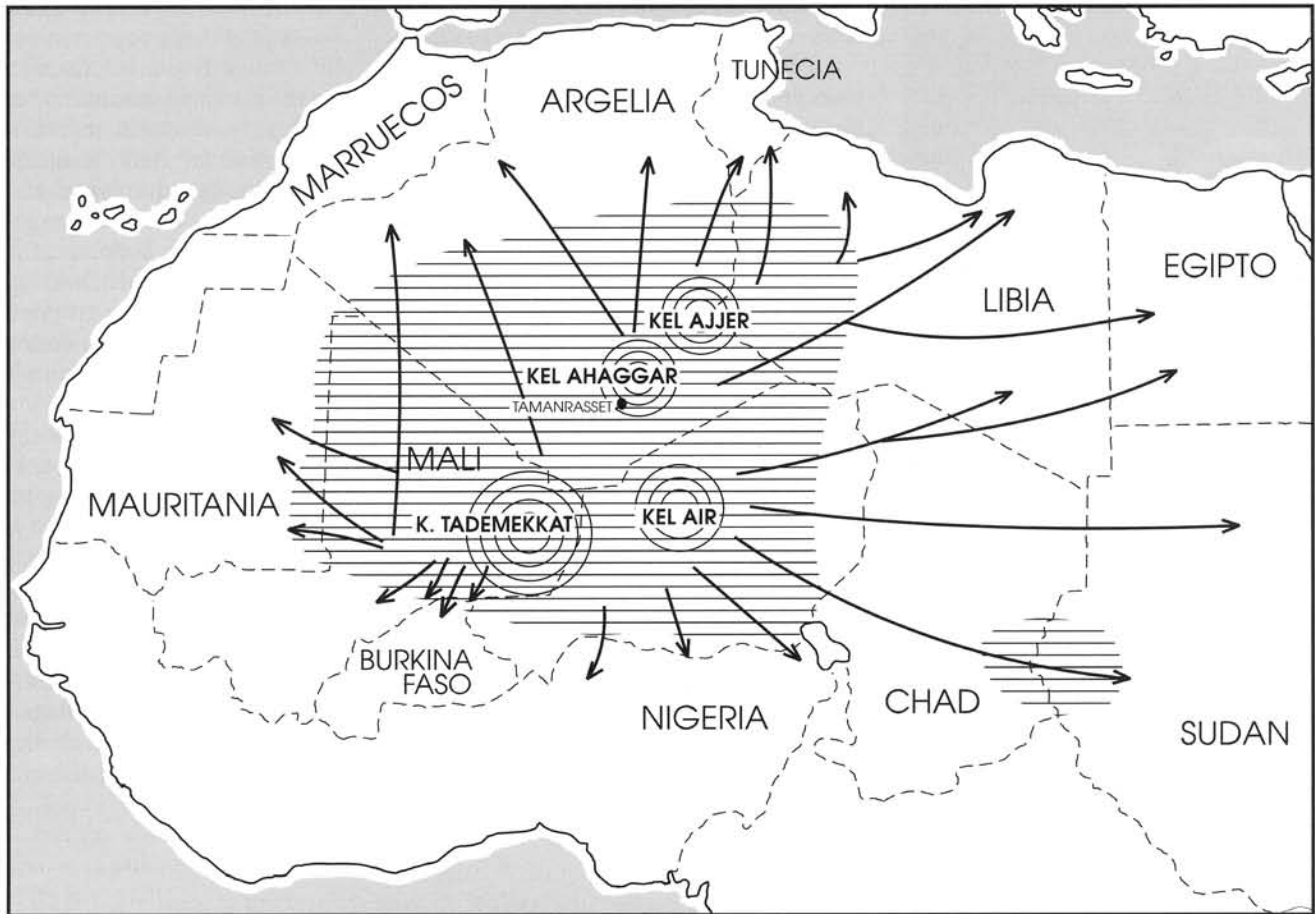 TUNECIA
ARGELIA
MARRUECOS
EGIPTO
LIBIA
KEL AJJER
KEL AHAGGAR
TAMANRASSET
MALI
MAURITANIA
K. TADEMEKKAT
KEL AIR
BURKINA
FASO
CHAD
NIGERIA
SUDAN